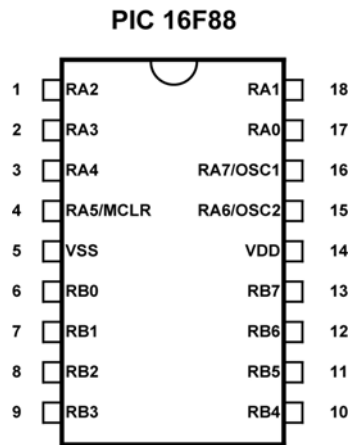 PIC 16F88
1 RA2 RA1 18
2 RA3 RA0 17
3 RA4 RA7/OSC1 16
4 RA5/MCLR RA6/OSC2 15
5 VSS VDD 14
6 RB0 RB7 13
7 RB1 RB6 12
8 RB2 RB5 11
9 RB3 RB4 10